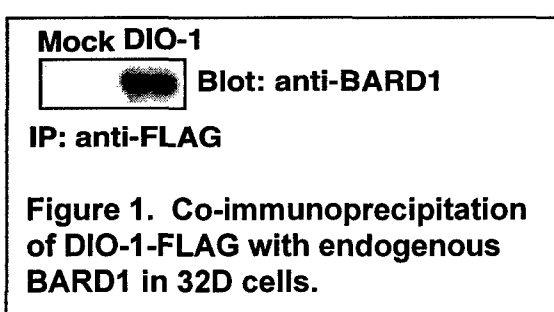 Mock DIO-1
Blot: anti-BARD1
IP: anti-FLAG
Figure 1. Co-immunoprecipitation
of DIO-1-FLAG with endogenous
BARD1 in 32D cells.